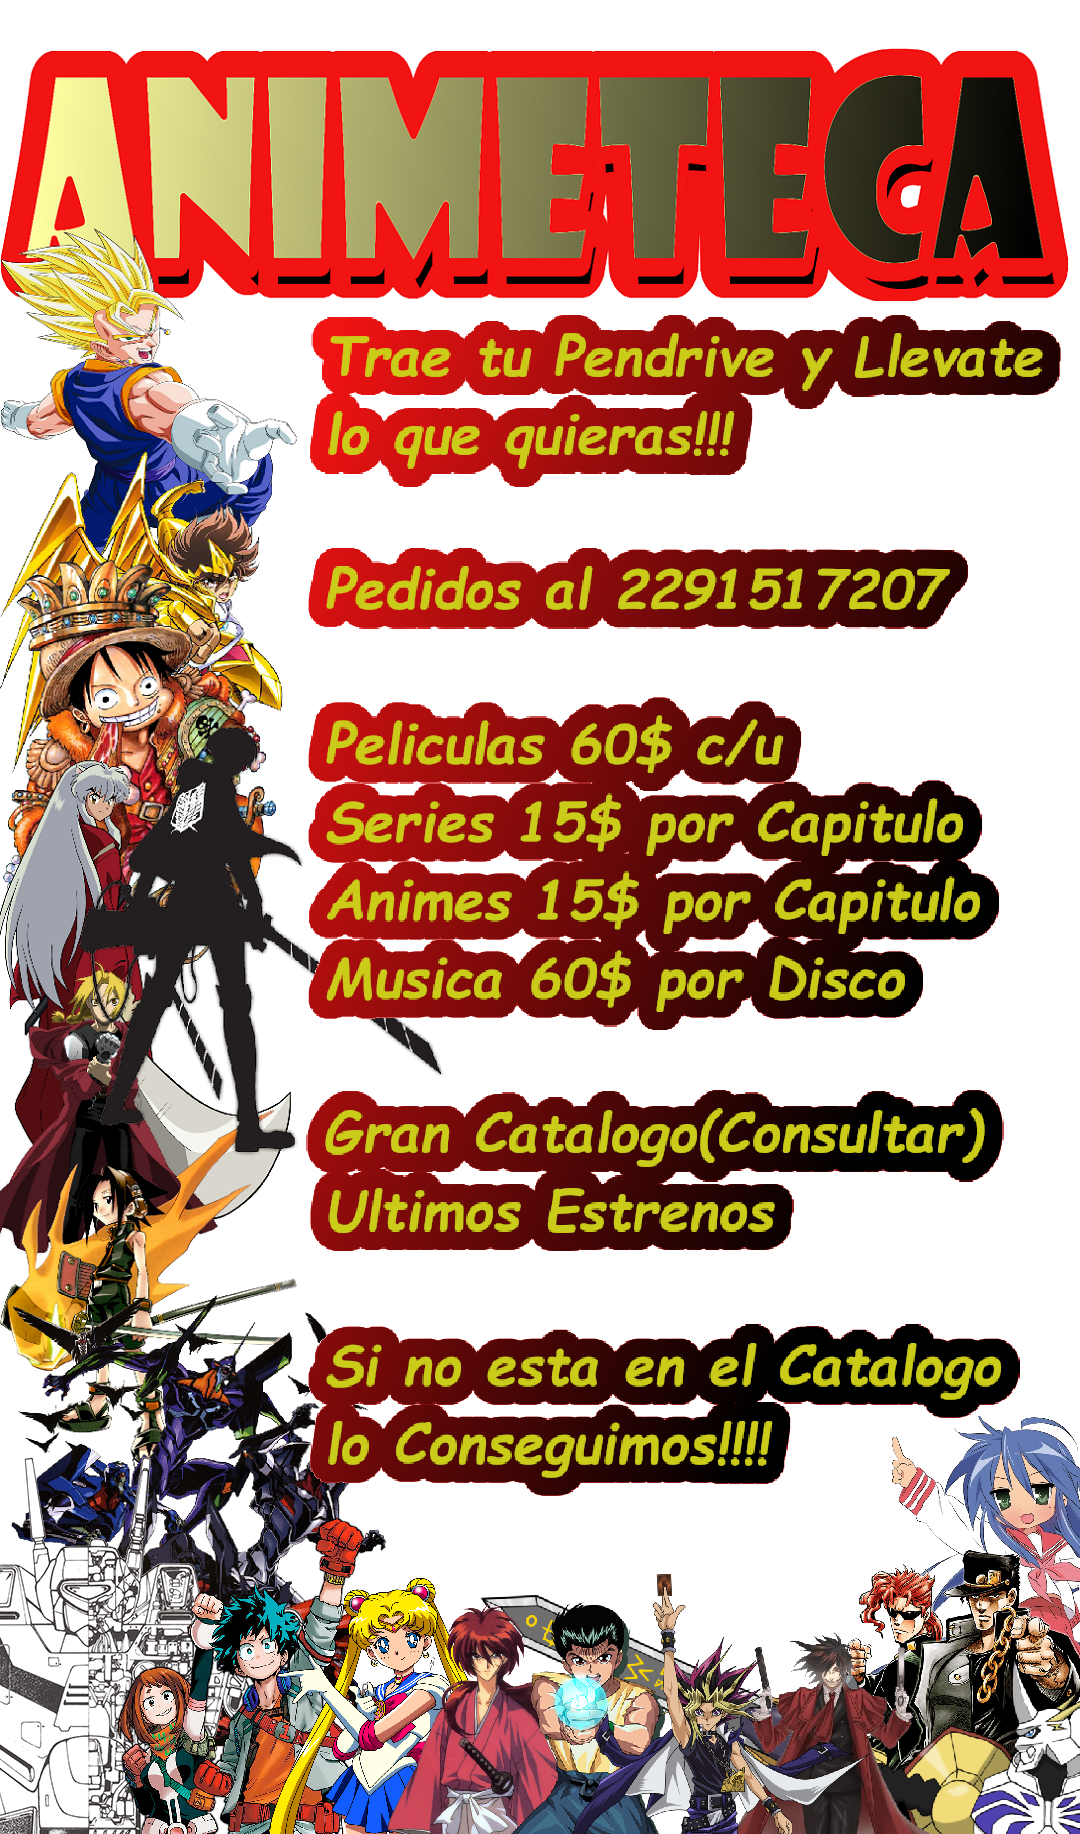 ANIMETECA
Trae tu Pendrive y Llevate
lo que quieras!!!
Pedidos al 2291517207
Peliculas 60$ c/u
Series 15$ por Capitulo
Animes 15$ por Capitulo
Musica 60$ por Disco
Gran Catalogo(Consultar)
Ultimos Estrenos
Si no esta en el Catalogo
lo Conseguimos!!!!